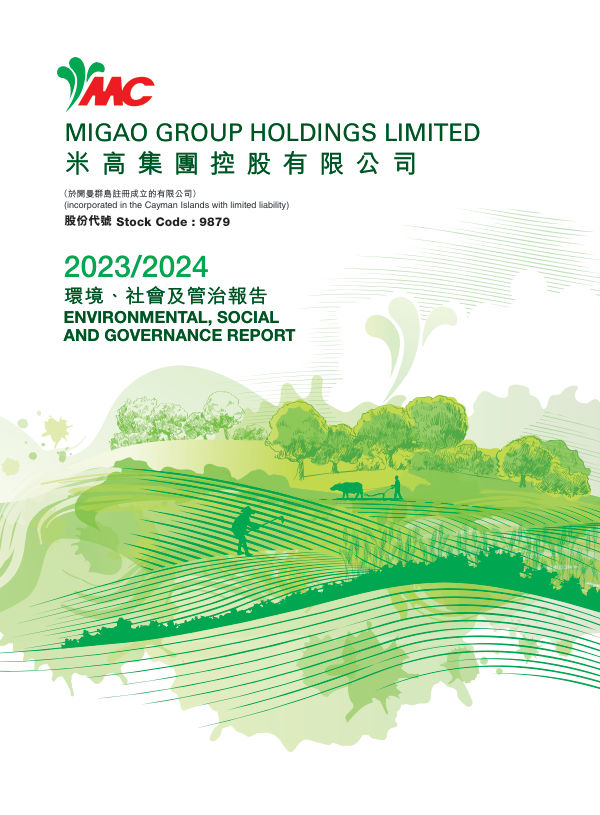 MC
MIGAO GROUP HOLDINGS LIMITED
米高集團控股有限公司
(於開曼群島註冊成立的有限公司)
(incorporated in the Cayman Islands with limited liability)
股份代號 Stock Code : 9879
2023/2024
環境、社會及管治報告
ENVIRONMENTAL, SOCIAL
AND GOVERNANCE REPORT